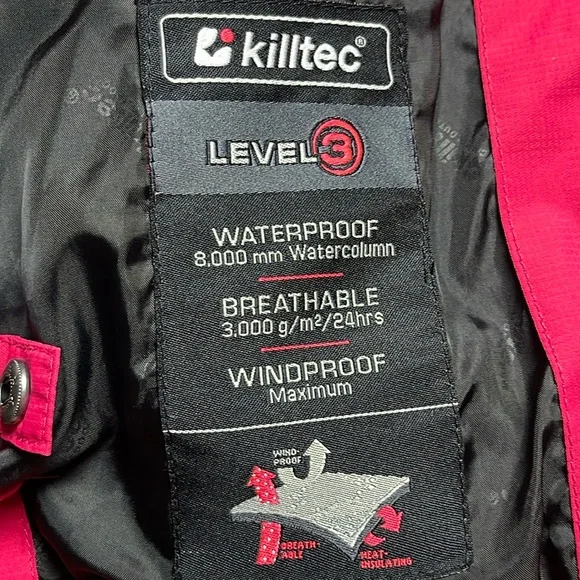 killtec®
LEVEL 3
WATERPROOF
8.000 mm Watercolumn
BREATHABLE
3.000 g/m²/24hrs
WINDPROOF
Maximum
WIND-
PROOF
BREATH-
ABLE
HEAT-
INSULATING